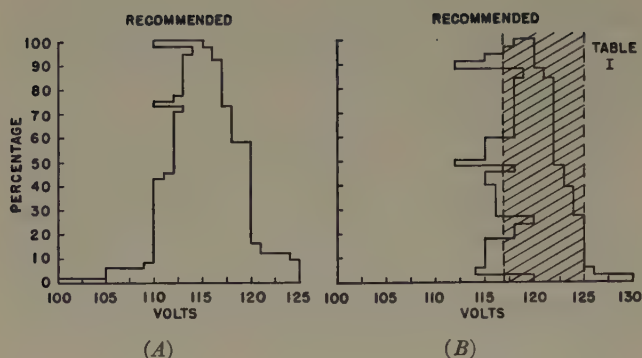 RECOMMENDED
PERCENTAGE
100
90
80
70
60
50
40
30
20
10
0
100 105 110 115 120 125
VOLTS
(A)
RECOMMENDED
TABLE
I
100 105 110 115 120 125 130
VOLTS
(B)